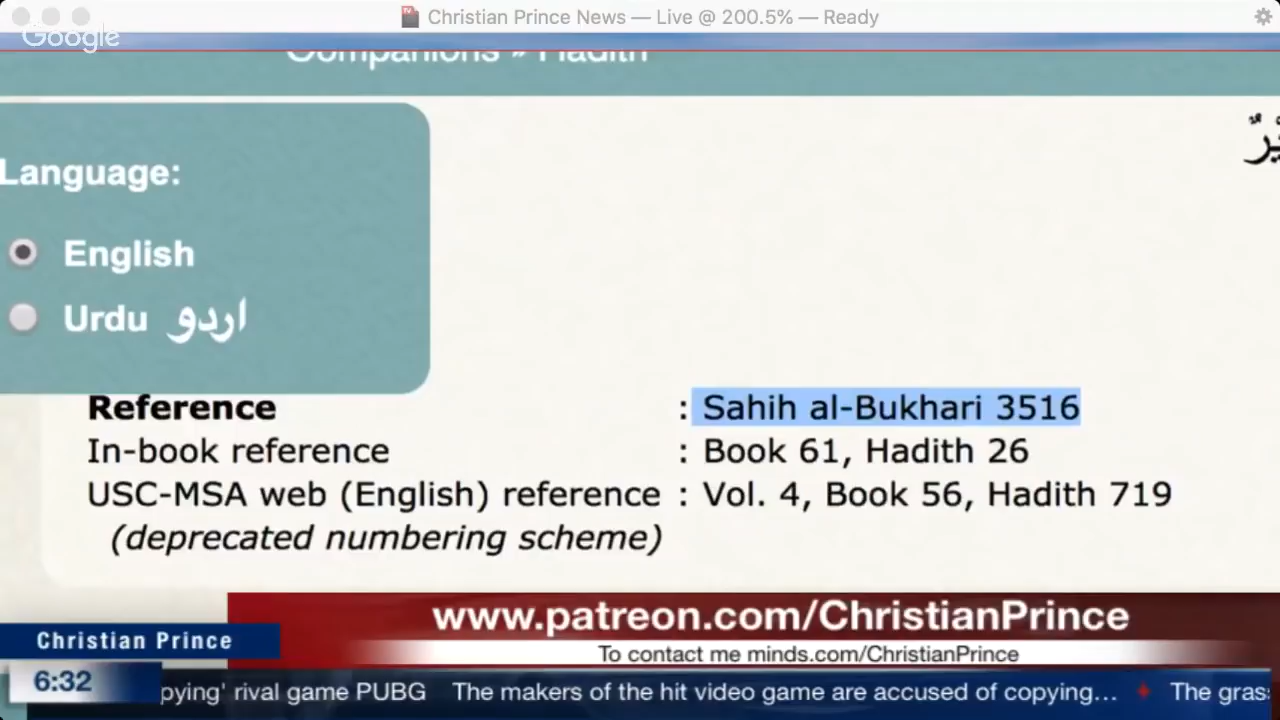 Christian Prince News — Live @ 200.5% — Ready
Google
Companions » Hadith
Language:
English
Urdu اردو
Reference : Sahih al-Bukhari 3516
In-book reference : Book 61, Hadith 26
USC-MSA web (English) reference : Vol. 4, Book 56, Hadith 719
(deprecated numbering scheme)
www.patreon.com/ChristianPrince
Christian Prince
To contact me minds.com/ChristianPrince
6:32
pying' rival game PUBG The makers of the hit video game are accused of copying... The gras